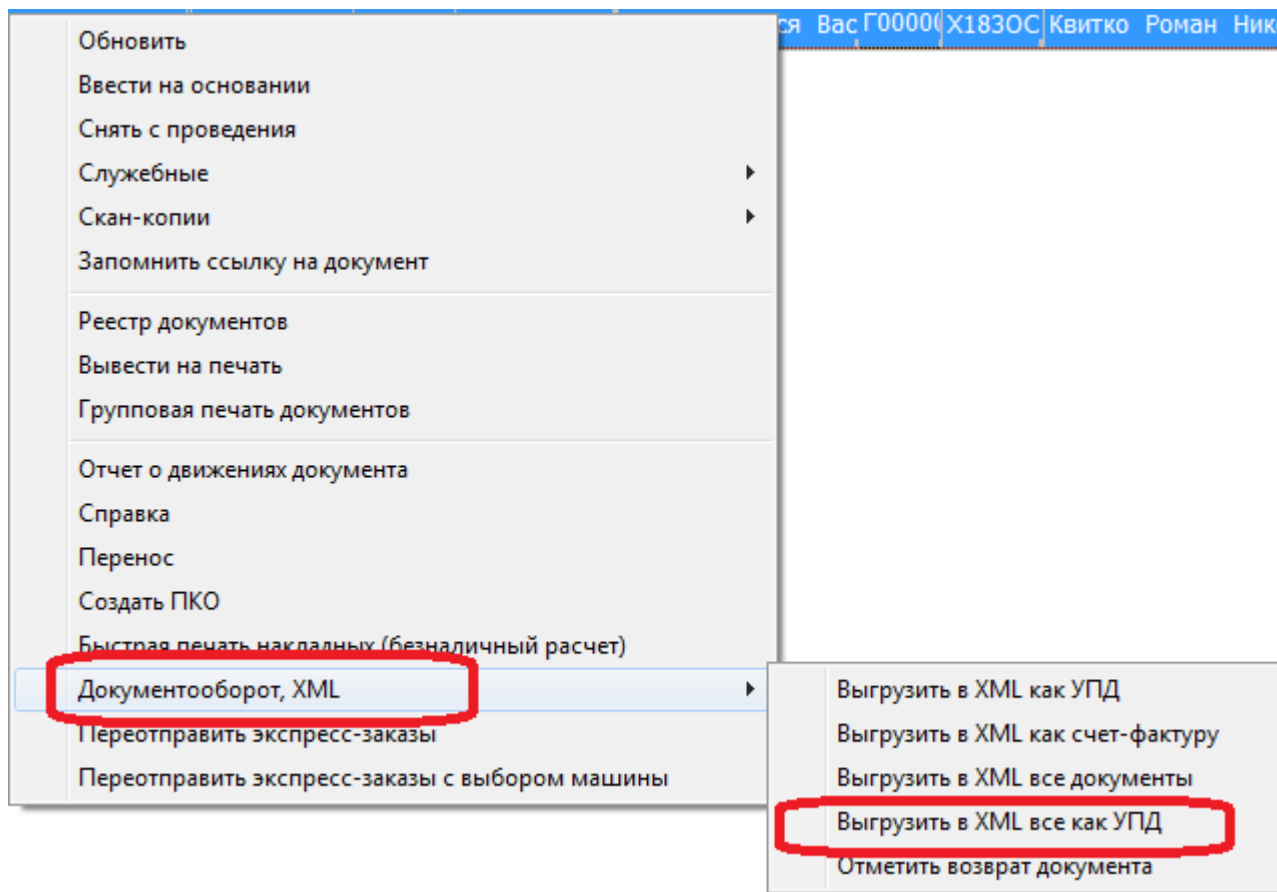 ся Вас Г0000 Х183ОС Квитко Роман Ник
Обновить
Ввести на основании
Снять с проведения
Служебные
Скан-копии
Запомнить ссылку на документ
Реестр документов
Вывести на печать
Групповая печать документов
Отчет о движениях документа
Справка
Перенос
Создать ПКО
Быстрая печать накладных (безналичный расчет)
Документооборот, XML
Переотправить экспресс-заказы
Переотправить экспресс-заказы с выбором машины
Выгрузить в XML как УПД
Выгрузить в XML как счет-фактуру
Выгрузить в XML все документы
Выгрузить в XML все как УПД
Отметить возврат документа